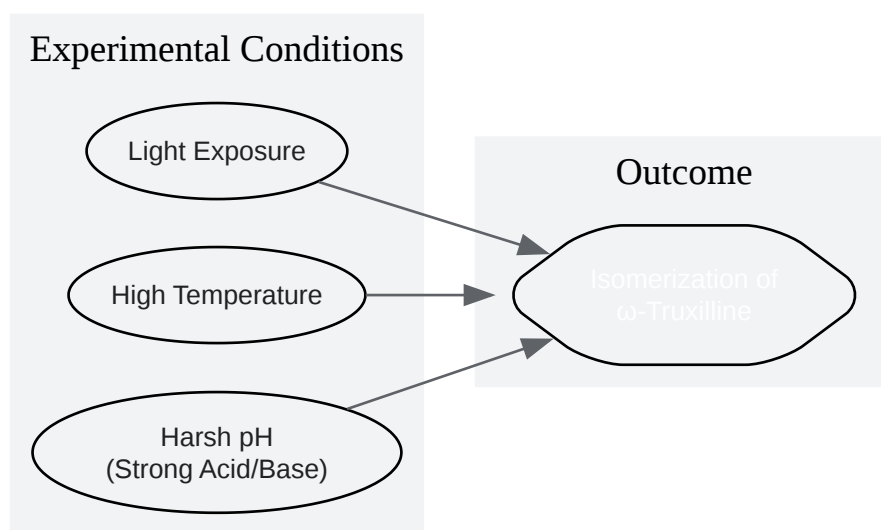 Experimental Conditions
Light Exposure
High Temperature
Harsh pH
(Strong Acid/Base)
Outcome
Isomerization of
ω-Truxilline